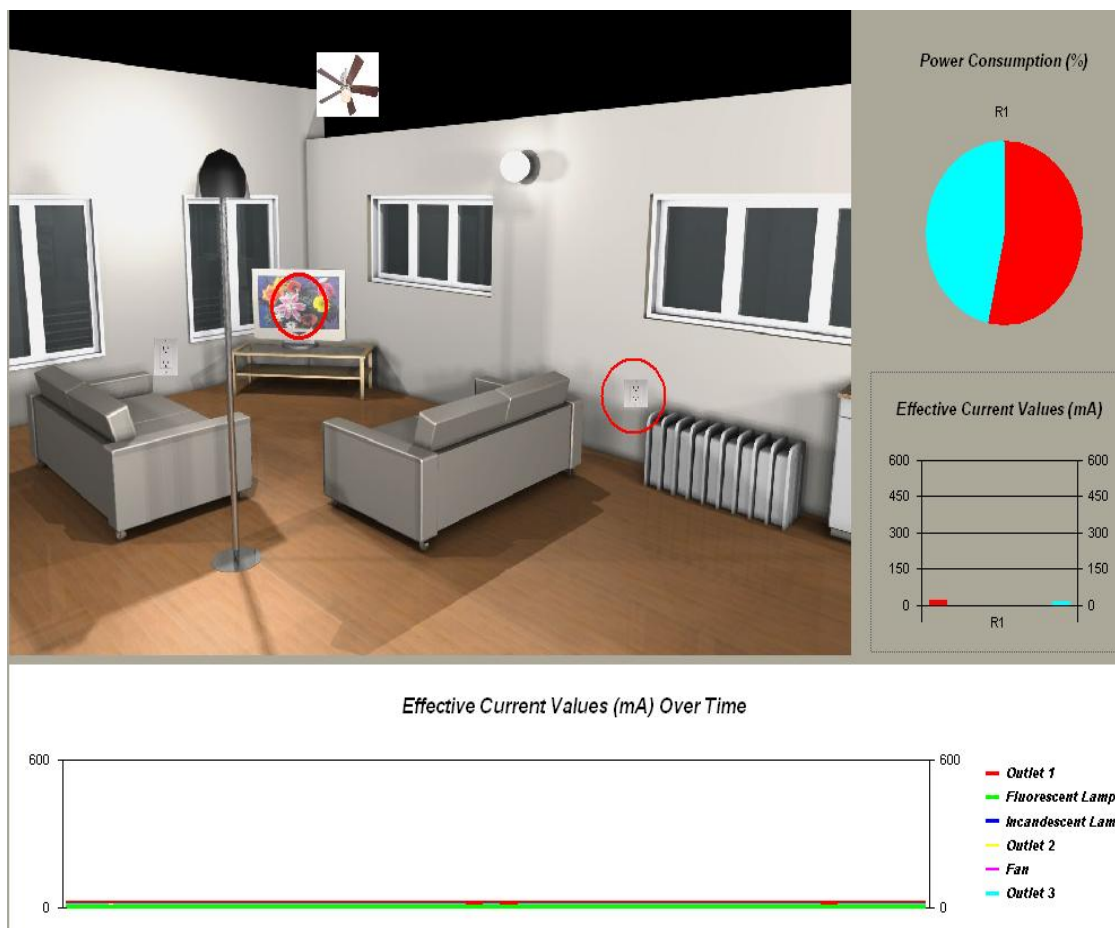 Power Consumption (%)
R1
Effective Current Values (mA)
600 600
450 450
300 300
150 150
0 0
R1
Effective Current Values (mA) Over Time
600 600
0 0
Outlet 1
Fluorescent Lamp
Incandescent Lam
Outlet 2
Fan
Outlet 3